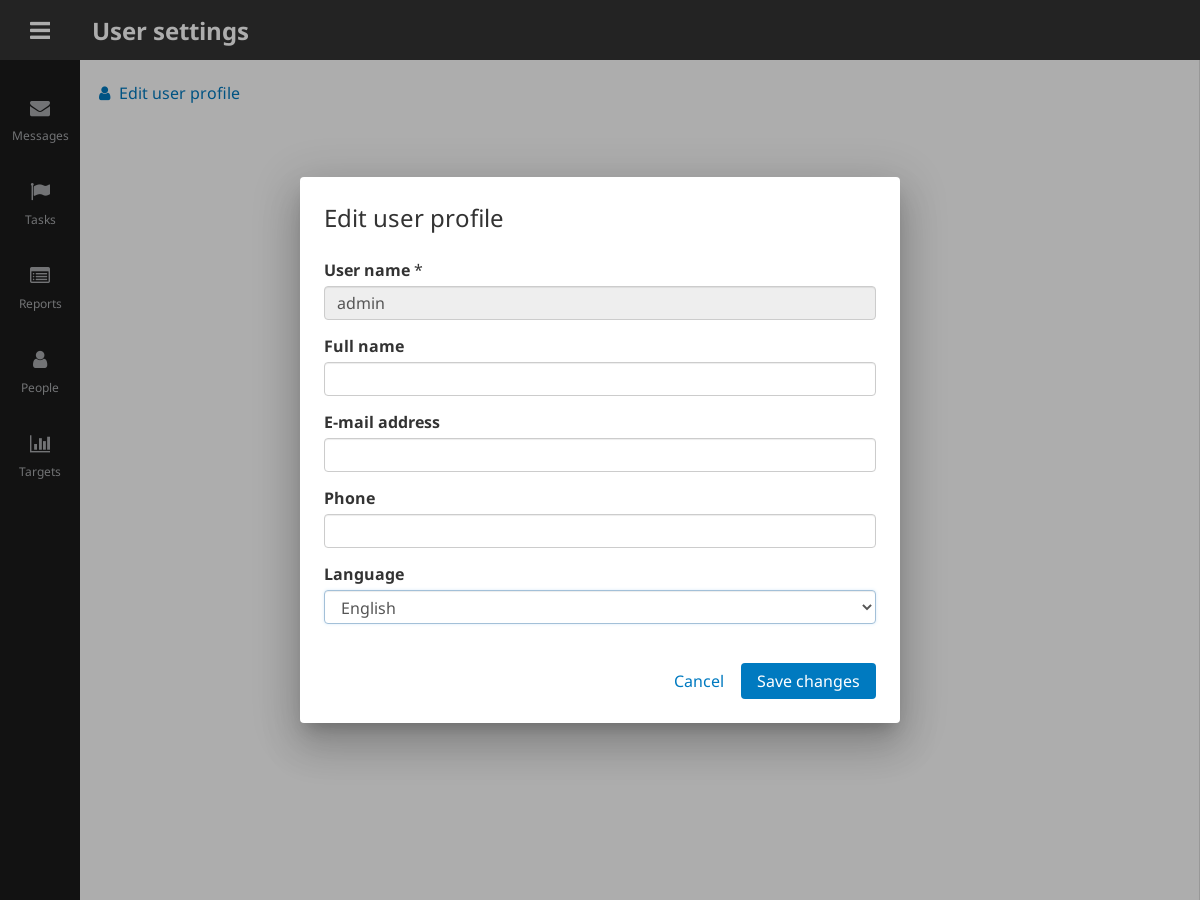 User settings
Messages
Tasks
Reports
People
Targets
Edit user profile
Edit user profile
User name *
admin
Full name
E-mail address
Phone
Language
English
Cancel
Save changes